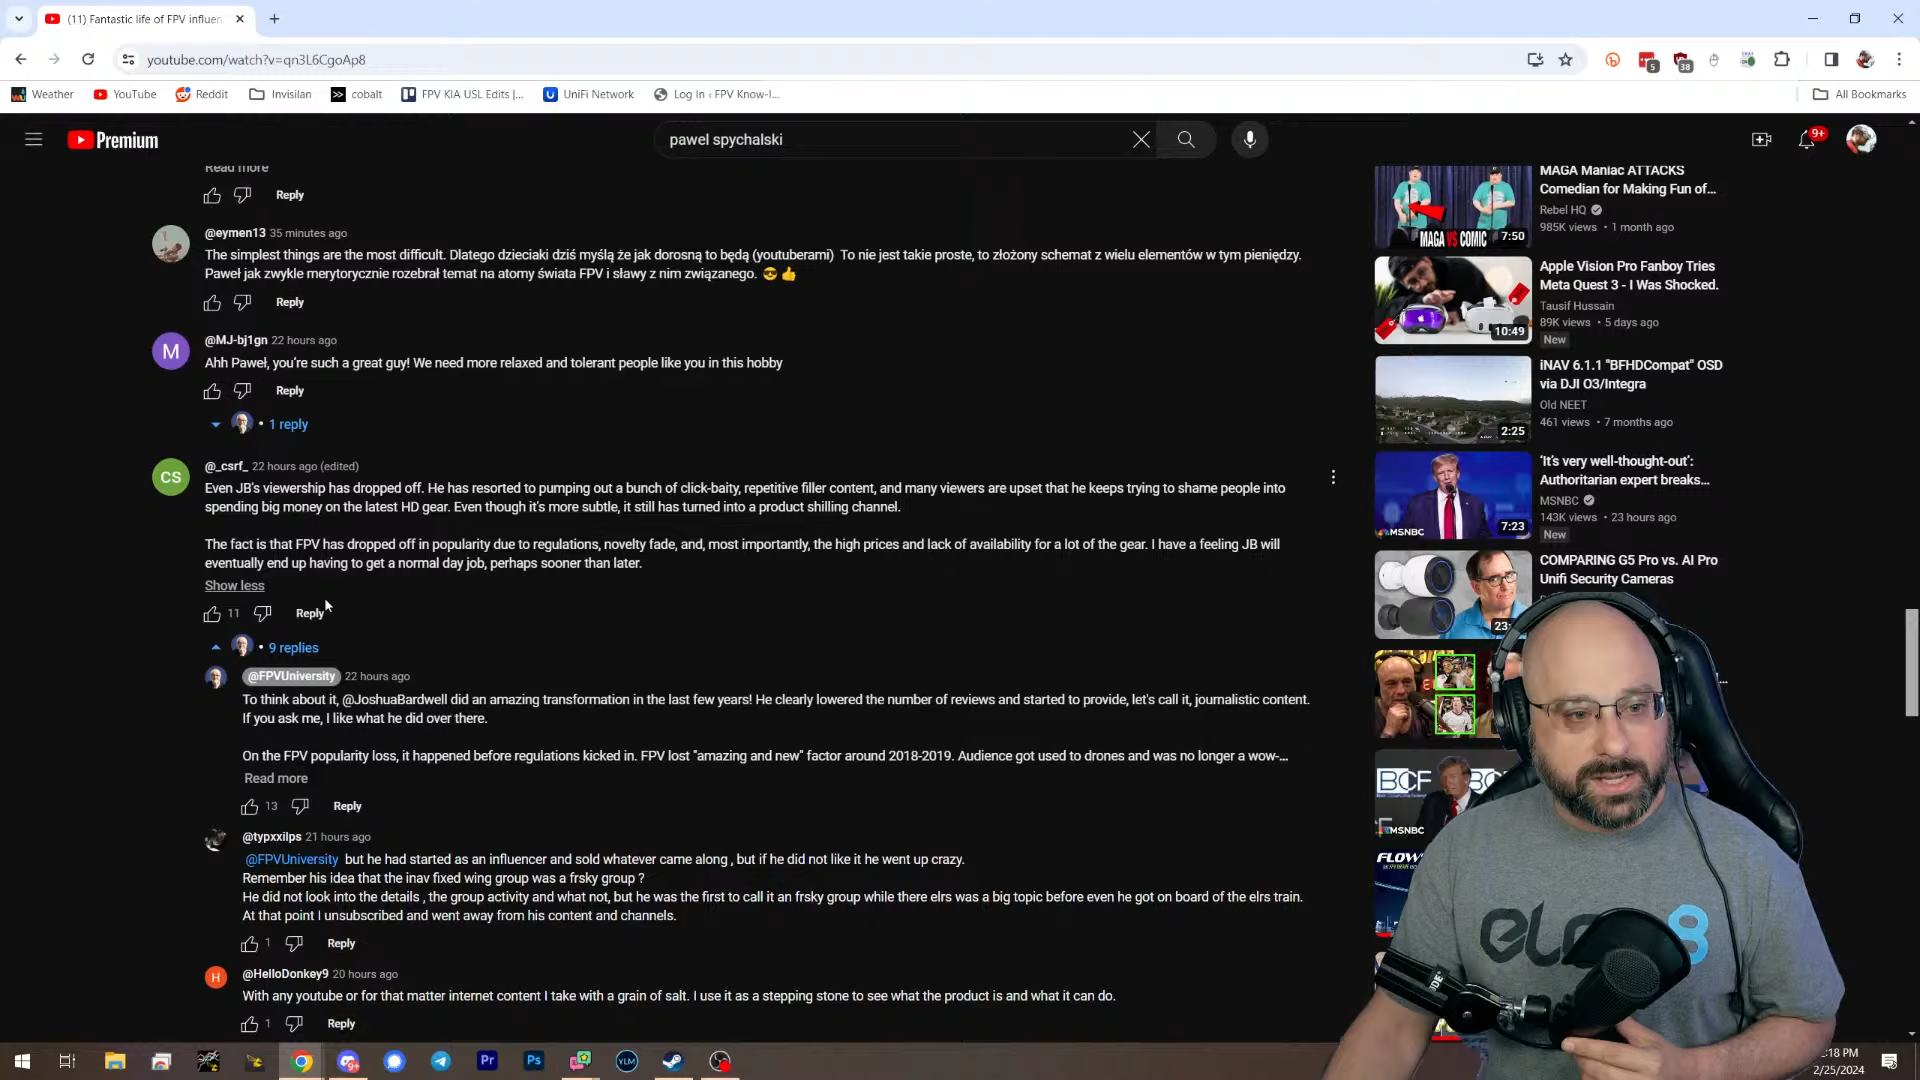 (11) Fantastic life of FPV influen
youtube.com/watch?v=qn3L6CgoAp8
5
38
Weather
YouTube
Reddit
Invisilan
cobalt
FPV KIA USL Edits |...
UniFi Network
Log In ‹ FPV Know-I...
All Bookmarks
Premium
pawel spychalski
9+
Read more
Reply
@eymen13 35 minutes ago
The simplest things are the most difficult. Dlatego dzieciaki dziś myślą że jak dorosną to będą (youtuberami)  To nie jest takie proste, to złożony schemat z wielu elementów w tym pieniędzy.
Paweł jak zwykle merytorycznie rozebrał temat na atomy świata FPV i sławy z nim związanego. 😎👍
Reply
M
@MJ-bj1gn 22 hours ago
Ahh Paweł, you're such a great guy! We need more relaxed and tolerant people like you in this hobby
Reply
• 1 reply
CS
@_csrf_ 22 hours ago (edited)
Even JB's viewership has dropped off. He has resorted to pumping out a bunch of click-baity, repetitive filler content, and many viewers are upset that he keeps trying to shame people into
spending big money on the latest HD gear. Even though it's more subtle, it still has turned into a product shilling channel.
The fact is that FPV has dropped off in popularity due to regulations, novelty fade, and, most importantly, the high prices and lack of availability for a lot of the gear. I have a feeling JB will
eventually end up having to get a normal day job, perhaps sooner than later.
Show less
11 Reply
• 9 replies
@FPVUniversity 22 hours ago
To think about it, @JoshuaBardwell did an amazing transformation in the last few years! He clearly lowered the number of reviews and started to provide, let's call it, journalistic content.
If you ask me, I like what he did over there.
On the FPV popularity loss, it happened before regulations kicked in. FPV lost "amazing and new" factor around 2018-2019. Audience got used to drones and was no longer a wow-...
Read more
13 Reply
@typxxilps 21 hours ago
@FPVUniversity but he had started as an influencer and sold whatever came along , but if he did not like it he went up crazy.
Remember his idea that the inav fixed wing group was a frsky group ?
He did not look into the details , the group activity and what not, but he was the first to call it an frsky group while there elrs was a big topic before even he got on board of the elrs train.
At that point I unsubscribed and went away from his content and channels.
1 Reply
H
@HelloDonkey9 20 hours ago
With any youtube or for that matter internet content I take with a grain of salt. I use it as a stepping stone to see what the product is and what it can do.
1 Reply
MAGA Maniac ATTACKS
Comedian for Making Fun of...
Rebel HQ
985K views • 1 month ago
MAGA VS COMIC
7:50
Apple Vision Pro Fanboy Tries
Meta Quest 3 - I Was Shocked.
Tausif Hussain
89K views • 5 days ago
New
10:49
iNAV 6.1.1 "BFHDCompat" OSD
via DJI O3/Integra
Old NEET
461 views • 7 months ago
2:25
'It's very well-thought-out':
Authoritarian expert breaks...
MSNBC
143K views • 23 hours ago
New
MSNBC
7:23
COMPARING G5 Pro vs. AI Pro
Unifi Security Cameras
23:
BCF
MSNBC
FLOW
9+
Pr
Ps
YLM
:18 PM
2/25/2024